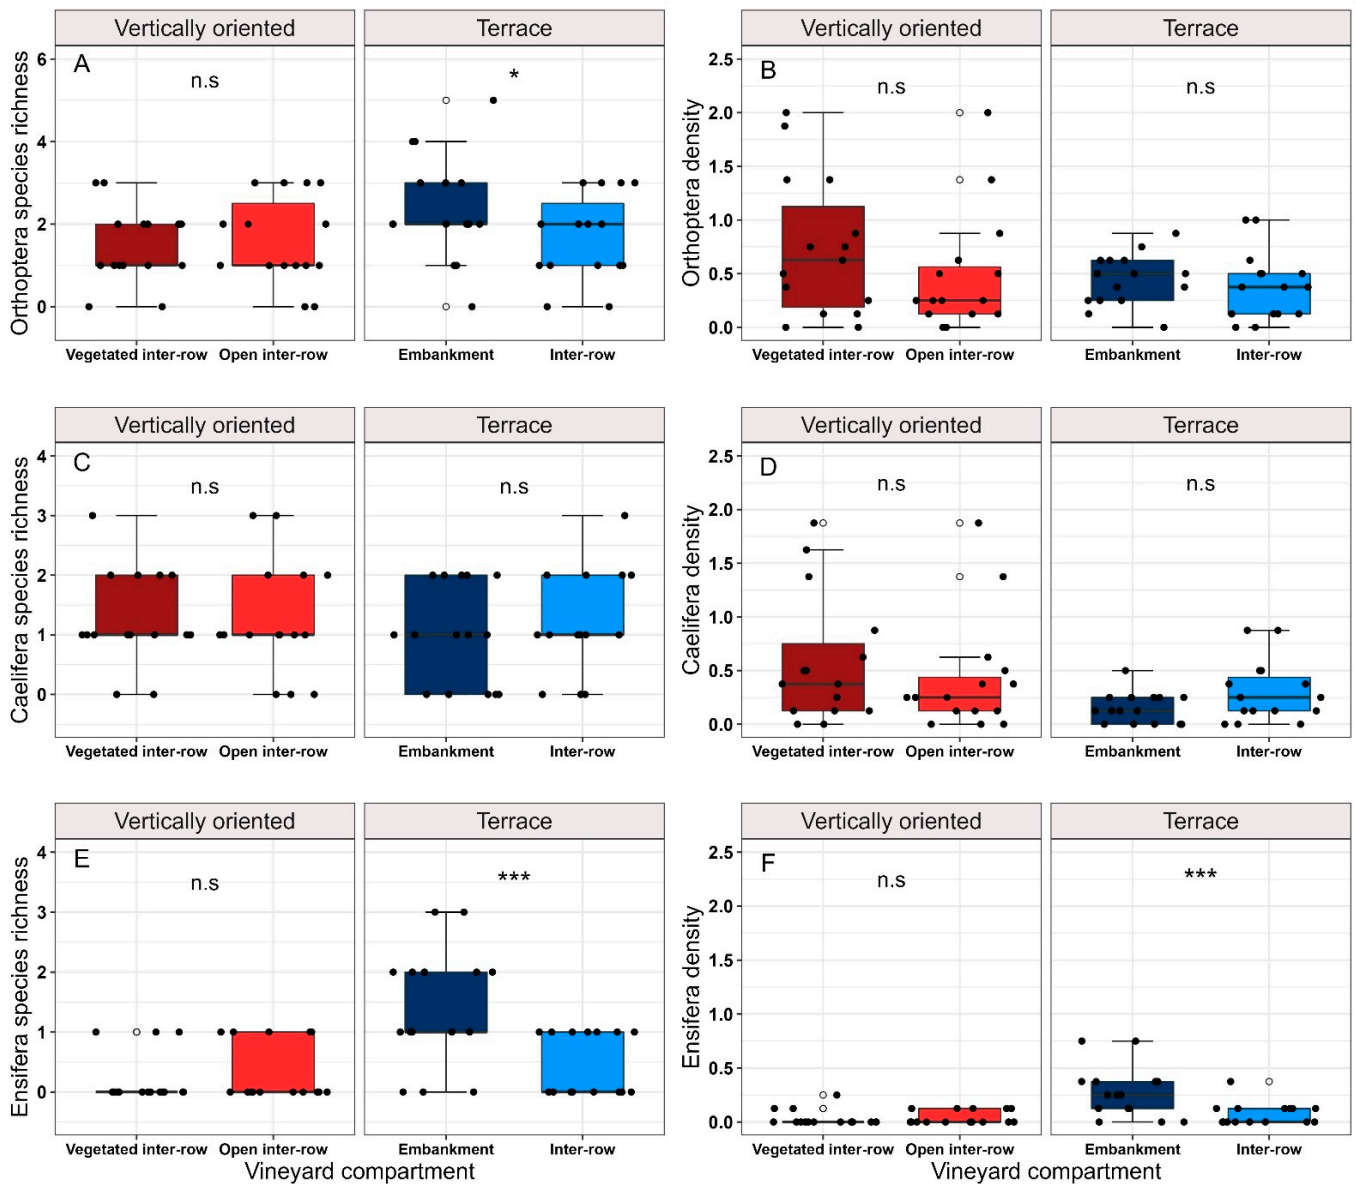 Vertically oriented Terrace
A
n.s
*
Orthoptera species richness
6
4
2
0
Vegetated inter-row Open inter-row Embankment Inter-row
Vertically oriented Terrace
B
n.s
n.s
Orthoptera density
2.5
2.0
1.5
1.0
0.5
0.0
Vegetated inter-row Open inter-row Embankment Inter-row
Vertically oriented Terrace
C
n.s
n.s
Caelifera species richness
4
3
2
1
0
Vegetated inter-row Open inter-row Embankment Inter-row
Vertically oriented Terrace
D
n.s
n.s
Caelifera density
2.5
2.0
1.5
1.0
0.5
0.0
Vegetated inter-row Open inter-row Embankment Inter-row
Vertically oriented Terrace
E
n.s
***
Ensifera species richness
4
3
2
1
0
Vegetated inter-row Open inter-row Embankment Inter-row
Vineyard compartment
Vertically oriented Terrace
F
n.s
***
Ensifera density
2.5
2.0
1.5
1.0
0.5
0.0
Vegetated inter-row Open inter-row Embankment Inter-row
Vineyard compartment